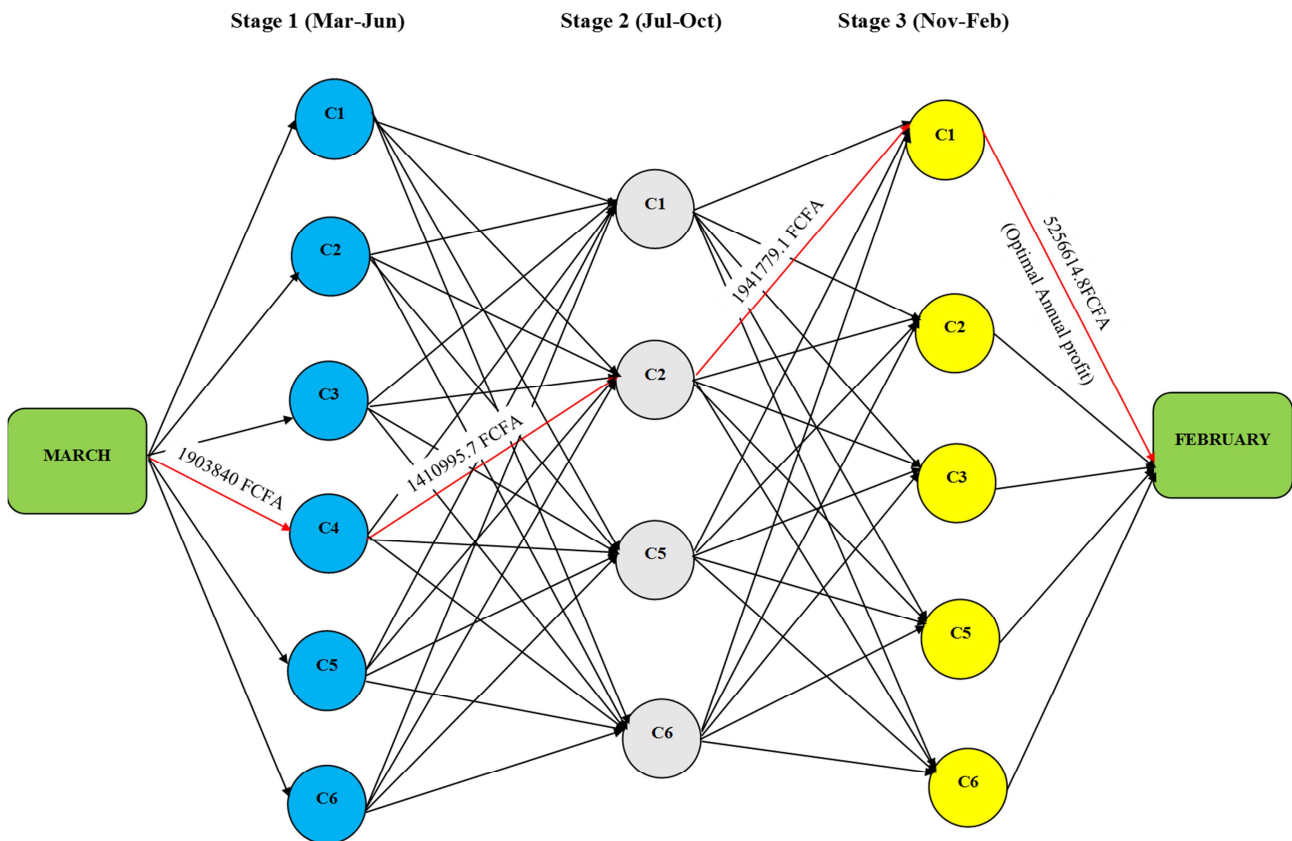 Stage 1 (Mar-Jun)
Stage 2 (Jul-Oct)
Stage 3 (Nov-Feb)
MARCH
1903840 FCFA
C1
C2
C3
C4
C5
C6
1410995.7 FCFA
C1
C2
C5
C6
1941779.1 FCFA
C1
C2
C3
C5
C6
5256614.8FCFA
(Optimal Annual profit)
FEBRUARY